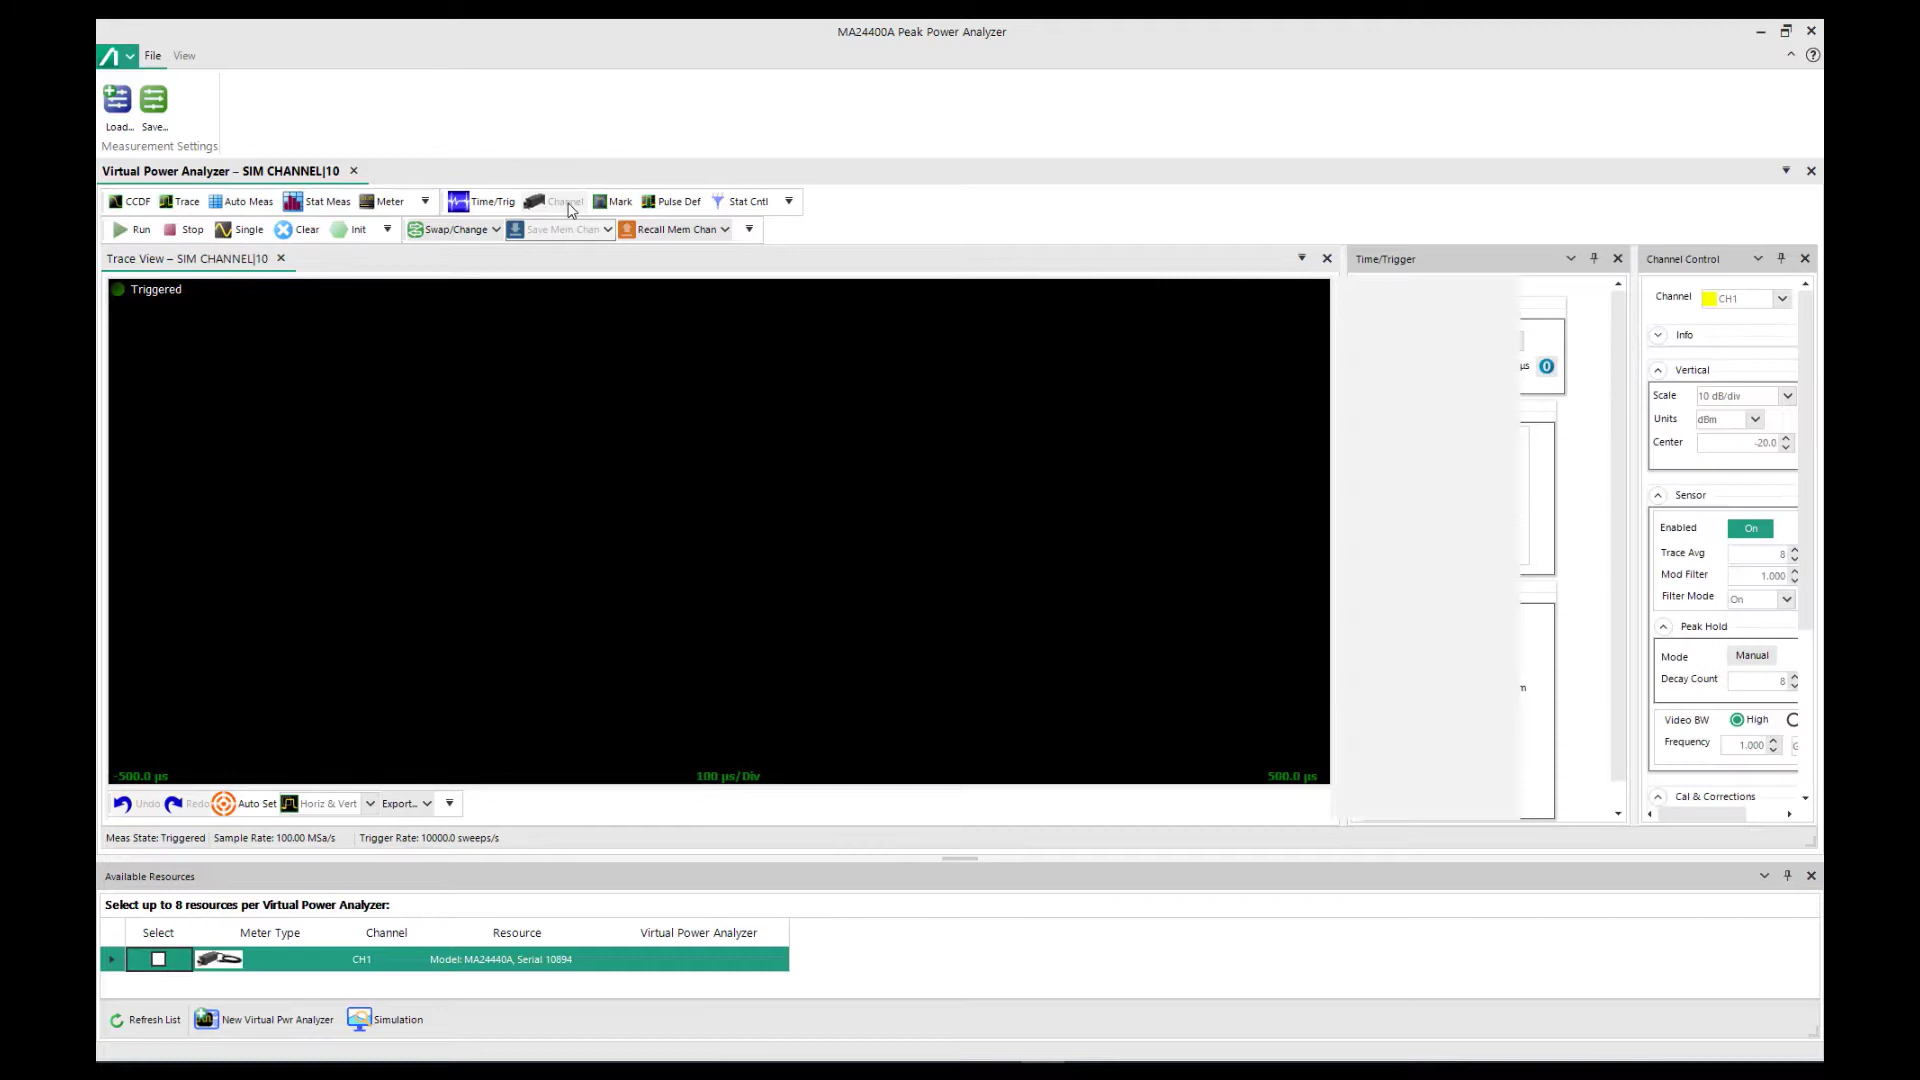 MA24400A Peak Power Analyzer
File View
Load... Save...
Measurement Settings
Virtual Power Analyzer – SIM CHANNEL|10
CCDF Trace Auto Meas Stat Meas Meter Time/Trig Channel Mark Pulse Def Stat Cntl
Run Stop Single Clear Init Swap/Change Save Mem Chan Recall Mem Chan
Trace View – SIM CHANNEL|10
Triggered
-500.0 µs 100 µs/Div 500.0 µs
Undo Redo Auto Set Horiz & Vert Export...
Meas State: Triggered Sample Rate: 100.00 MSa/s Trigger Rate: 10000.0 sweeps/s
Time/Trigger
µs 0
m
Channel Control
Channel CH1
Info
Vertical
Scale 10 dB/div
Units dBm
Center -20.0
Sensor
Enabled On
Trace Avg 8
Mod Filter 1.000
Filter Mode On
Peak Hold
Mode Manual
Decay Count 8
Video BW High
Frequency 1.000 G
Cal & Corrections
Available Resources
Select up to 8 resources per Virtual Power Analyzer:
Select Meter Type Channel Resource Virtual Power Analyzer
CH1 Model: MA24440A, Serial 10894
Refresh List New Virtual Pwr Analyzer Simulation